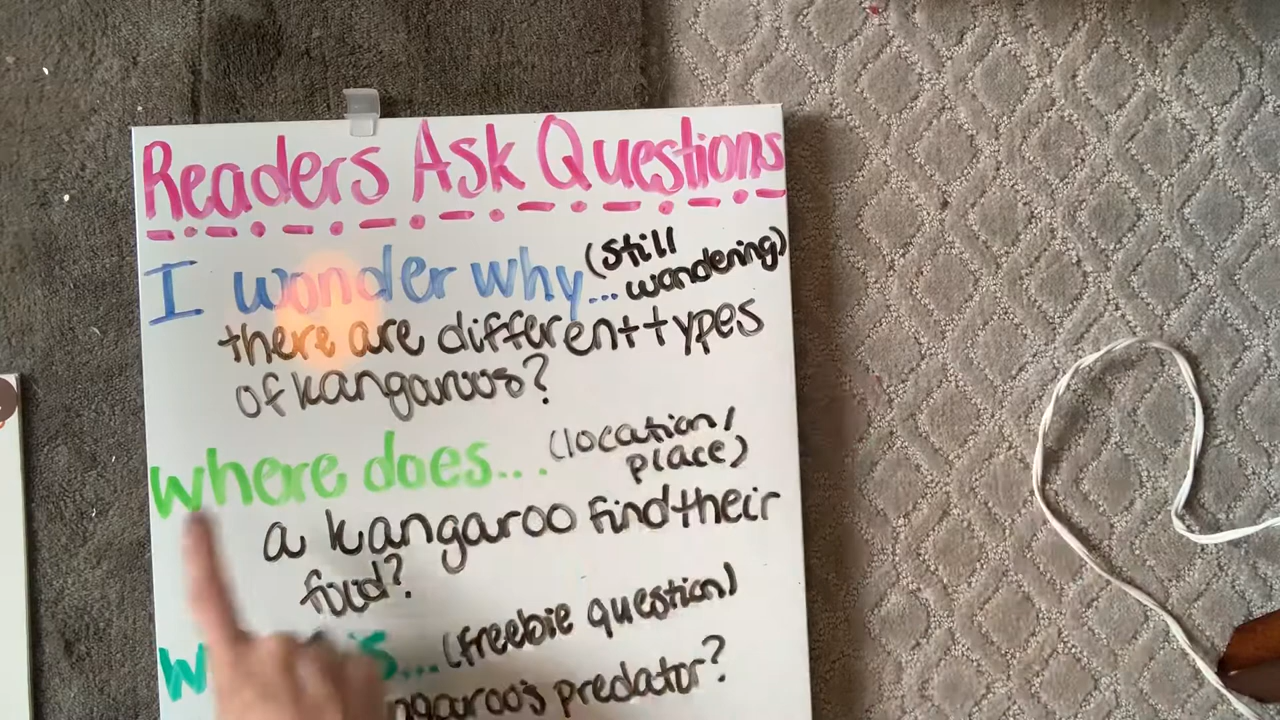 Readers Ask Questions
I wonder why... (still
wondering)
there are different types
of kangaroos?
where does... (location/
place)
a kangaroo find their
food?
is... (freebie question)
predator?